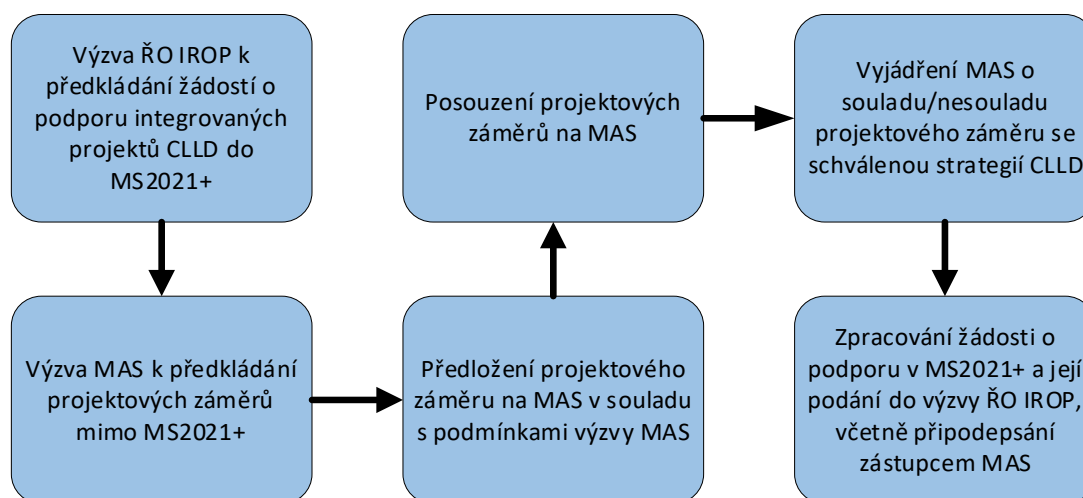 Výzva ŘO IROP k
předkládání žádostí o
podporu integrovaných
projektů CLLD do
MS2021+
Výzva MAS k předkládání
projektových záměrů
mimo MS2021+
Předložení projektového
záměru na MAS v souladu
s podmínkami výzvy MAS
Posouzení projektových
záměrů na MAS
Vyjádření MAS o
souladu/nesouladu
projektového záměru se
schválenou strategií CLLD
Zpracování žádosti o
podporu v MS2021+ a její
podání do výzvy ŘO IROP,
včetně připodepsání
zástupcem MAS